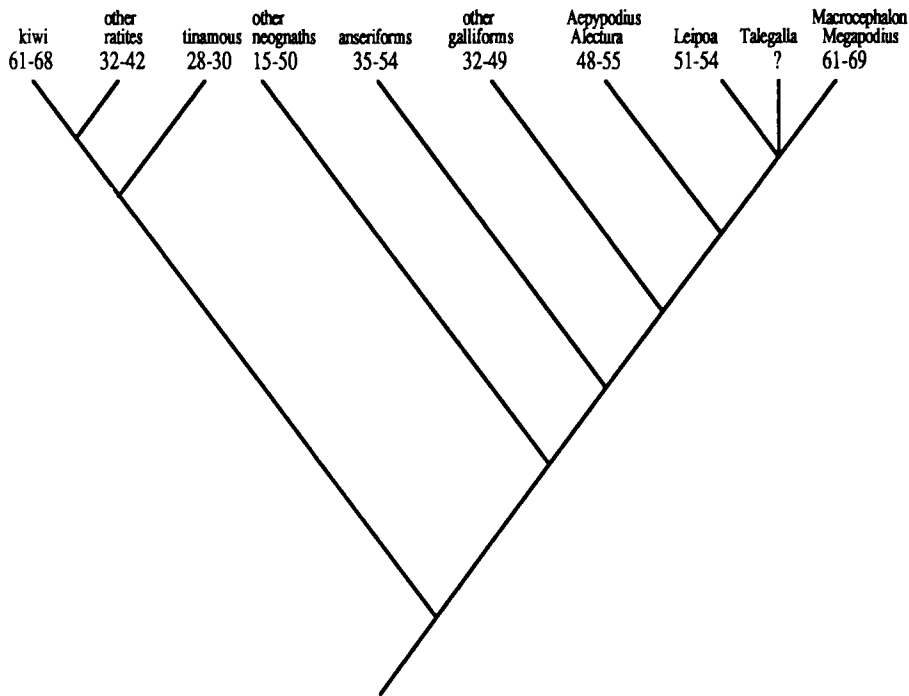 kiwi
61-68
other
ratites
32-42
tinamous
28-30
other
neognaths
15-50
anseriforms
35-54
other
galliforms
32-49
Aepypodius
Alectura
48-55
Leipoa
51-54
Talegalla
?
Macrocephalon
Megapodius
61-69